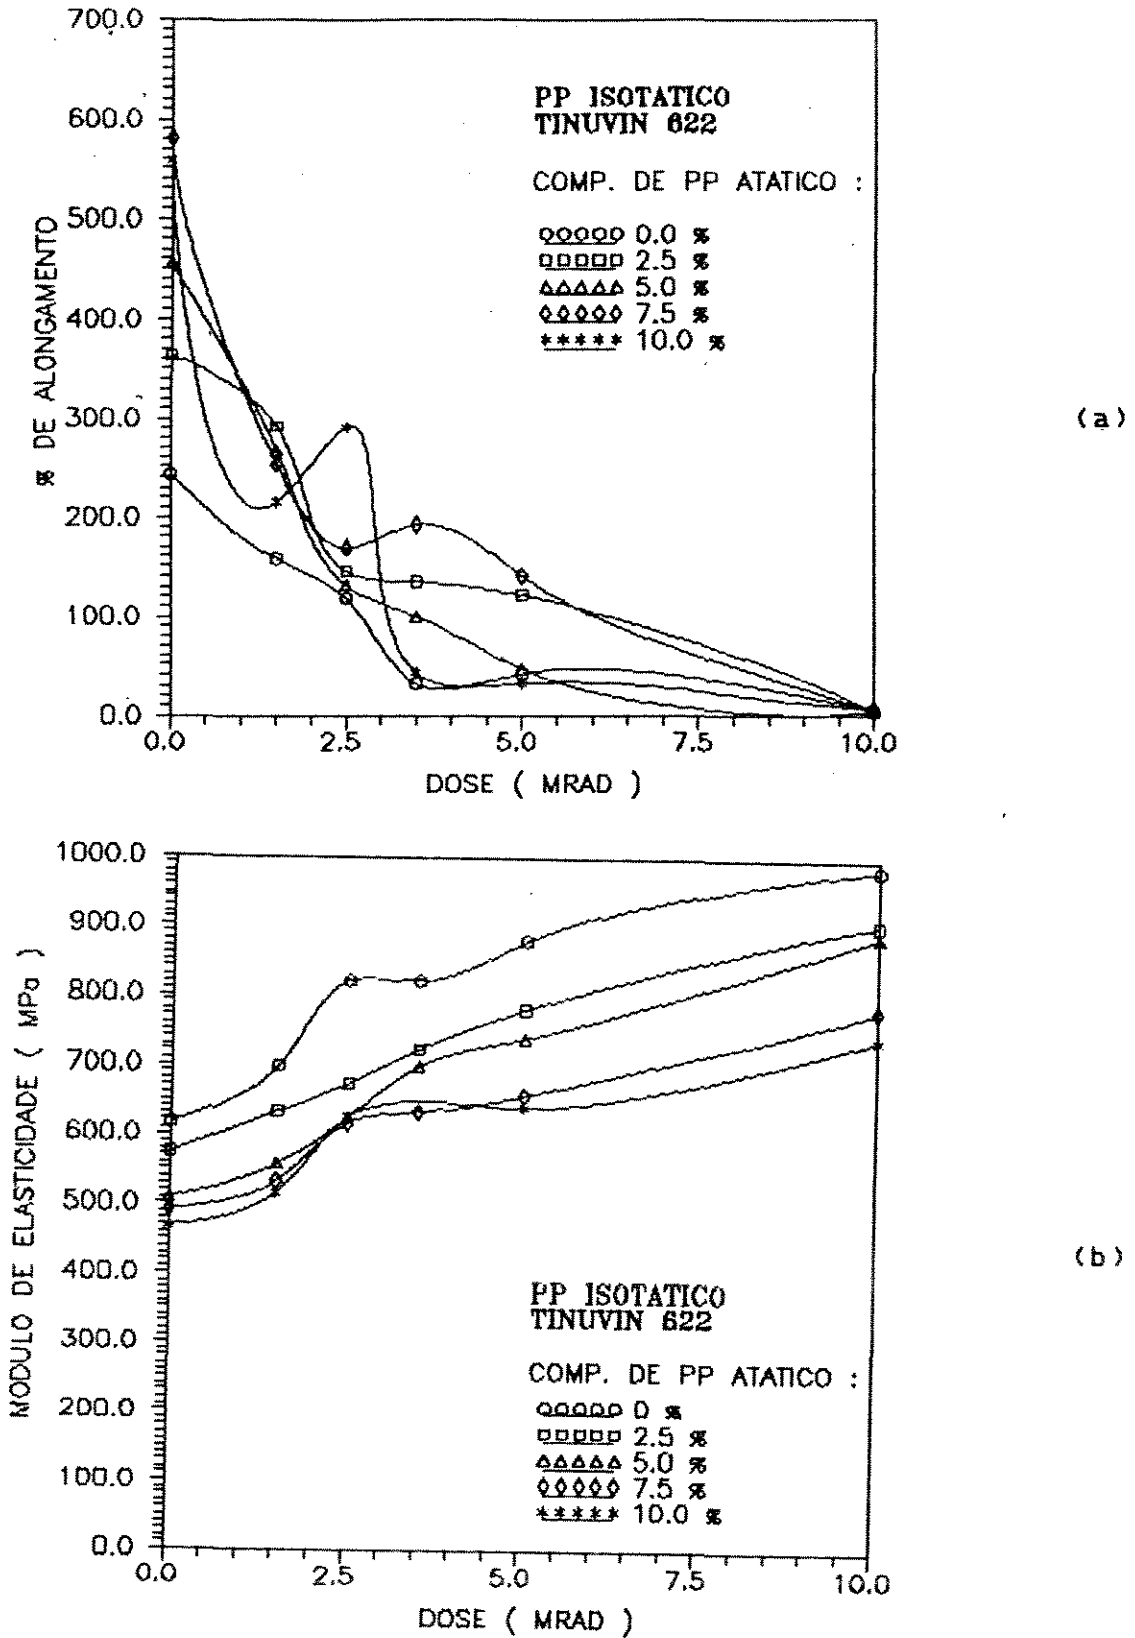 700.0
600.0
500.0
400.0
300.0
200.0
100.0
0.0
% DE ALONGAMENTO
PP ISOTATICO
TINUVIN 622
COMP. DE PP ATATICO :
0.0 %
2.5 %
5.0 %
7.5 %
10.0 %
(a)
0.0 2.5 5.0 7.5 10.0
DOSE ( MRAD )
1000.0
900.0
800.0
700.0
600.0
500.0
400.0
300.0
200.0
100.0
0.0
MODULO DE ELASTICIDADE ( MPa )
(b)
PP ISOTATICO
TINUVIN 622
COMP. DE PP ATATICO :
0 %
2.5 %
5.0 %
7.5 %
10.0 %
0.0 2.5 5.0 7.5 10.0
DOSE ( MRAD )